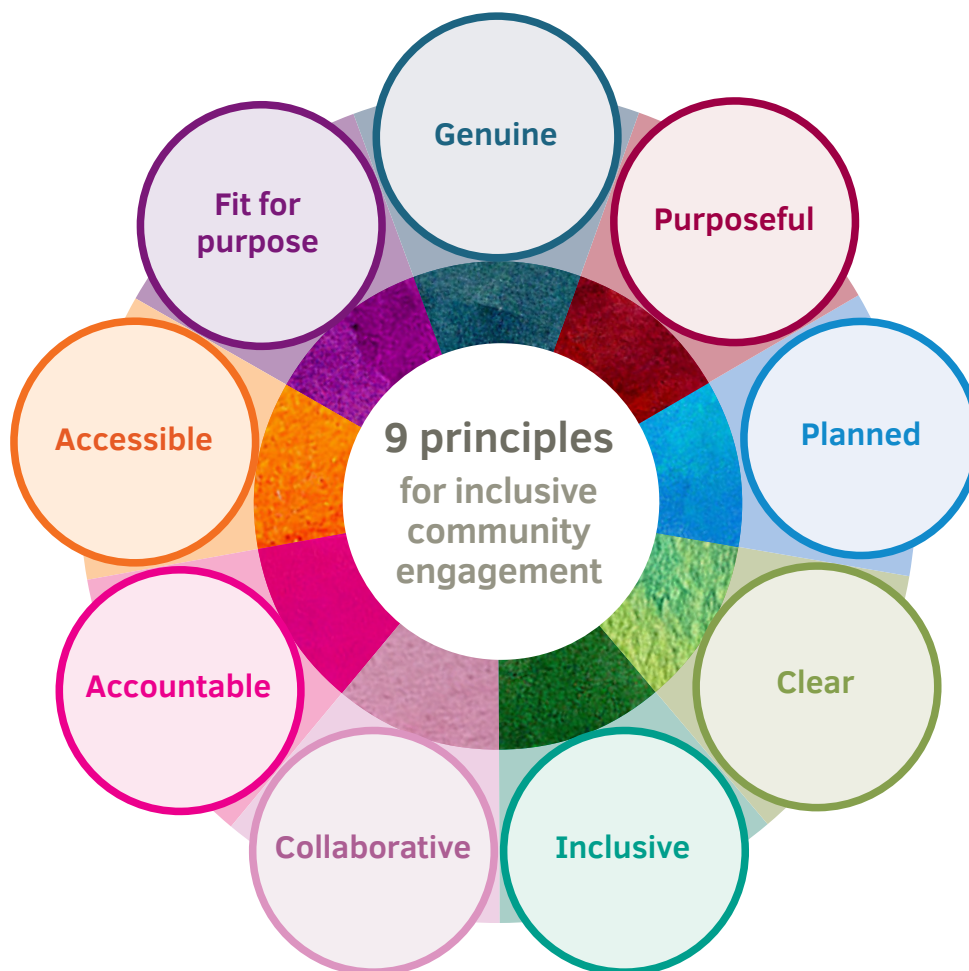 9 principles
for inclusive
community
engagement
Genuine
Purposeful
Planned
Clear
Inclusive
Collaborative
Accountable
Accessible
Fit for
purpose